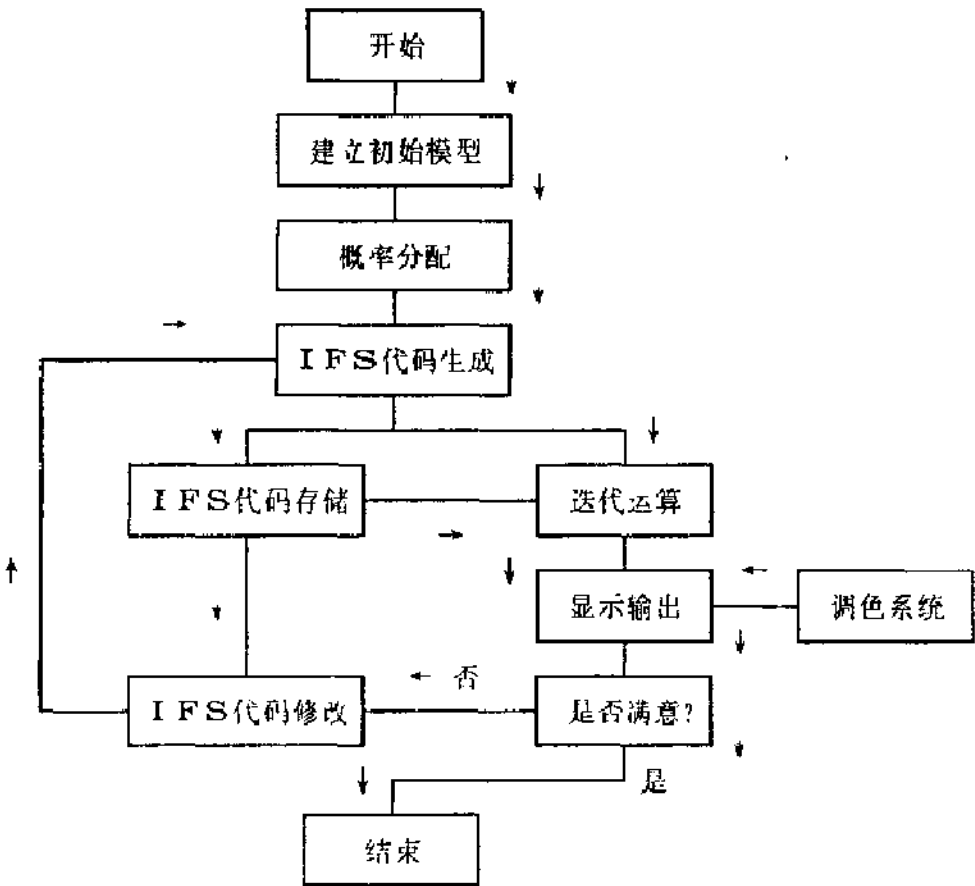 开始
建立初始模型
概率分配
IFS代码生成
IFS代码存储
迭代运算
显示输出
调色系统
否
IFS代码修改
是否满意?
是
结束